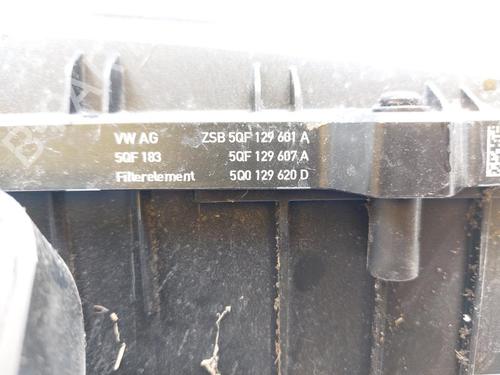 VW AG ZSB 5QF 129 601 A
5QF 183 5QF 129 607 A
Filterelement 5Q0 129 620 D